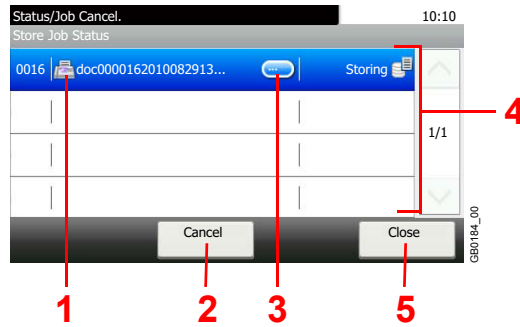 Status/Job Cancel. 10:10
Store Job Status
0016 doc0000162010082913... ... Storing
4
1/1
Cancel Close
GB0184_00
1 2 3 5